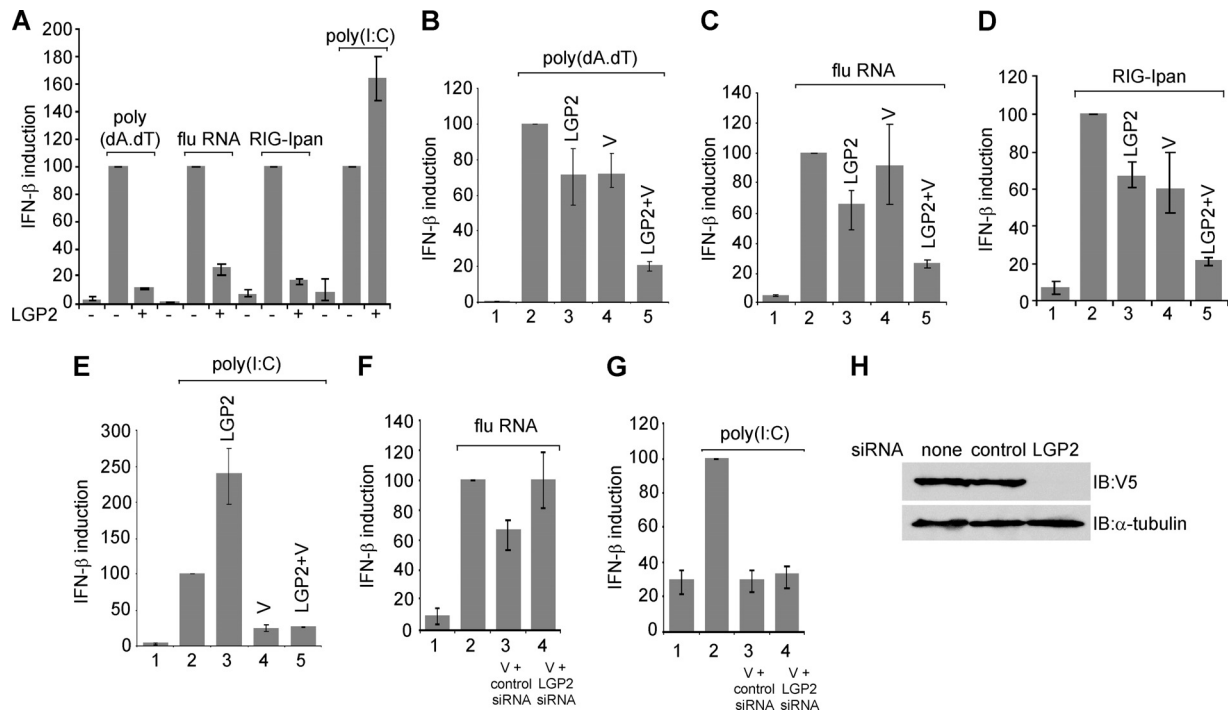 A
IFN-β induction
200
180
160
140
120
100
80
60
40
20
0
poly
(dA.dT)
flu RNA
RIG-Ipan
poly(I:C)
LGP2 - - + - - + - - + - - +
B
poly(dA.dT)
IFN-β induction
120
100
80
60
40
20
0
LGP2
V
LGP2+V
1 2 3 4 5
C
flu RNA
IFN-β induction
140
120
100
80
60
40
20
0
LGP2
V
LGP2+V
1 2 3 4 5
D
RIG-Ipan
IFN-β induction
120
100
80
60
40
20
0
LGP2
V
LGP2+V
1 2 3 4 5
E
poly(I:C)
IFN-β induction
300
250
200
150
100
50
0
LGP2
V
LGP2+V
1 2 3 4 5
F
flu RNA
IFN-β induction
140
120
100
80
60
40
20
0
1 2 3 4
V + V +
control LGP2
siRNA siRNA
G
poly(I:C)
IFN-β induction
120
100
80
60
40
20
0
1 2 3 4
V + V +
control LGP2
siRNA siRNA
H
siRNA none control LGP2
IB:V5
IB:α-tubulin